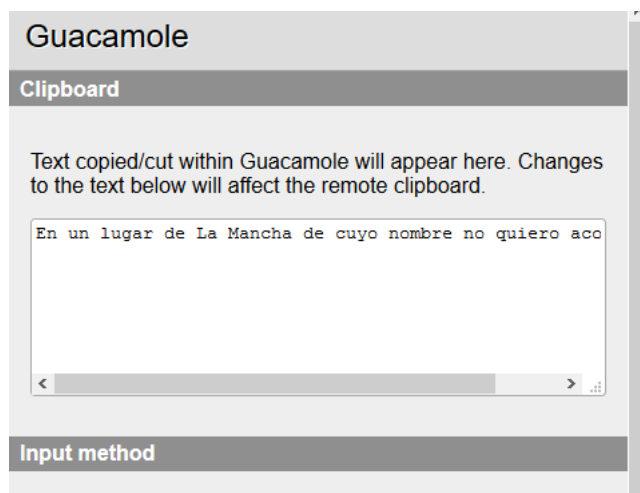 Guacamole
Clipboard
Text copied/cut within Guacamole will appear here. Changes
to the text below will affect the remote clipboard.
En un lugar de La Mancha de cuyo nombre no quiero aco
Input method